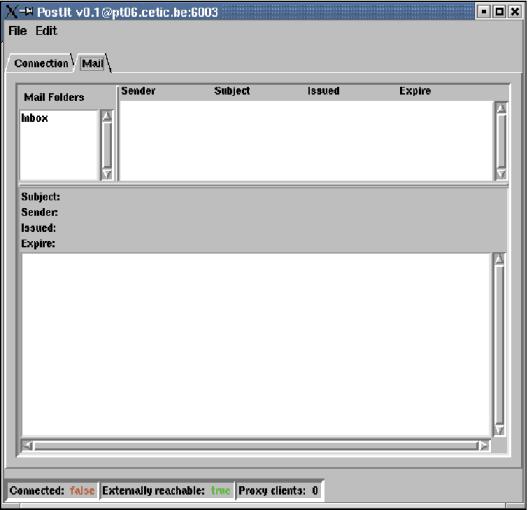 PostIt v0.1@pt06.cetic.be:6003
File Edit
Connection Mail
Mail Folders Sender Subject Issued Expire
Inbox
Subject:
Sender:
Issued:
Expire:
Connected: false Externally reachable: true Proxy clients: 0